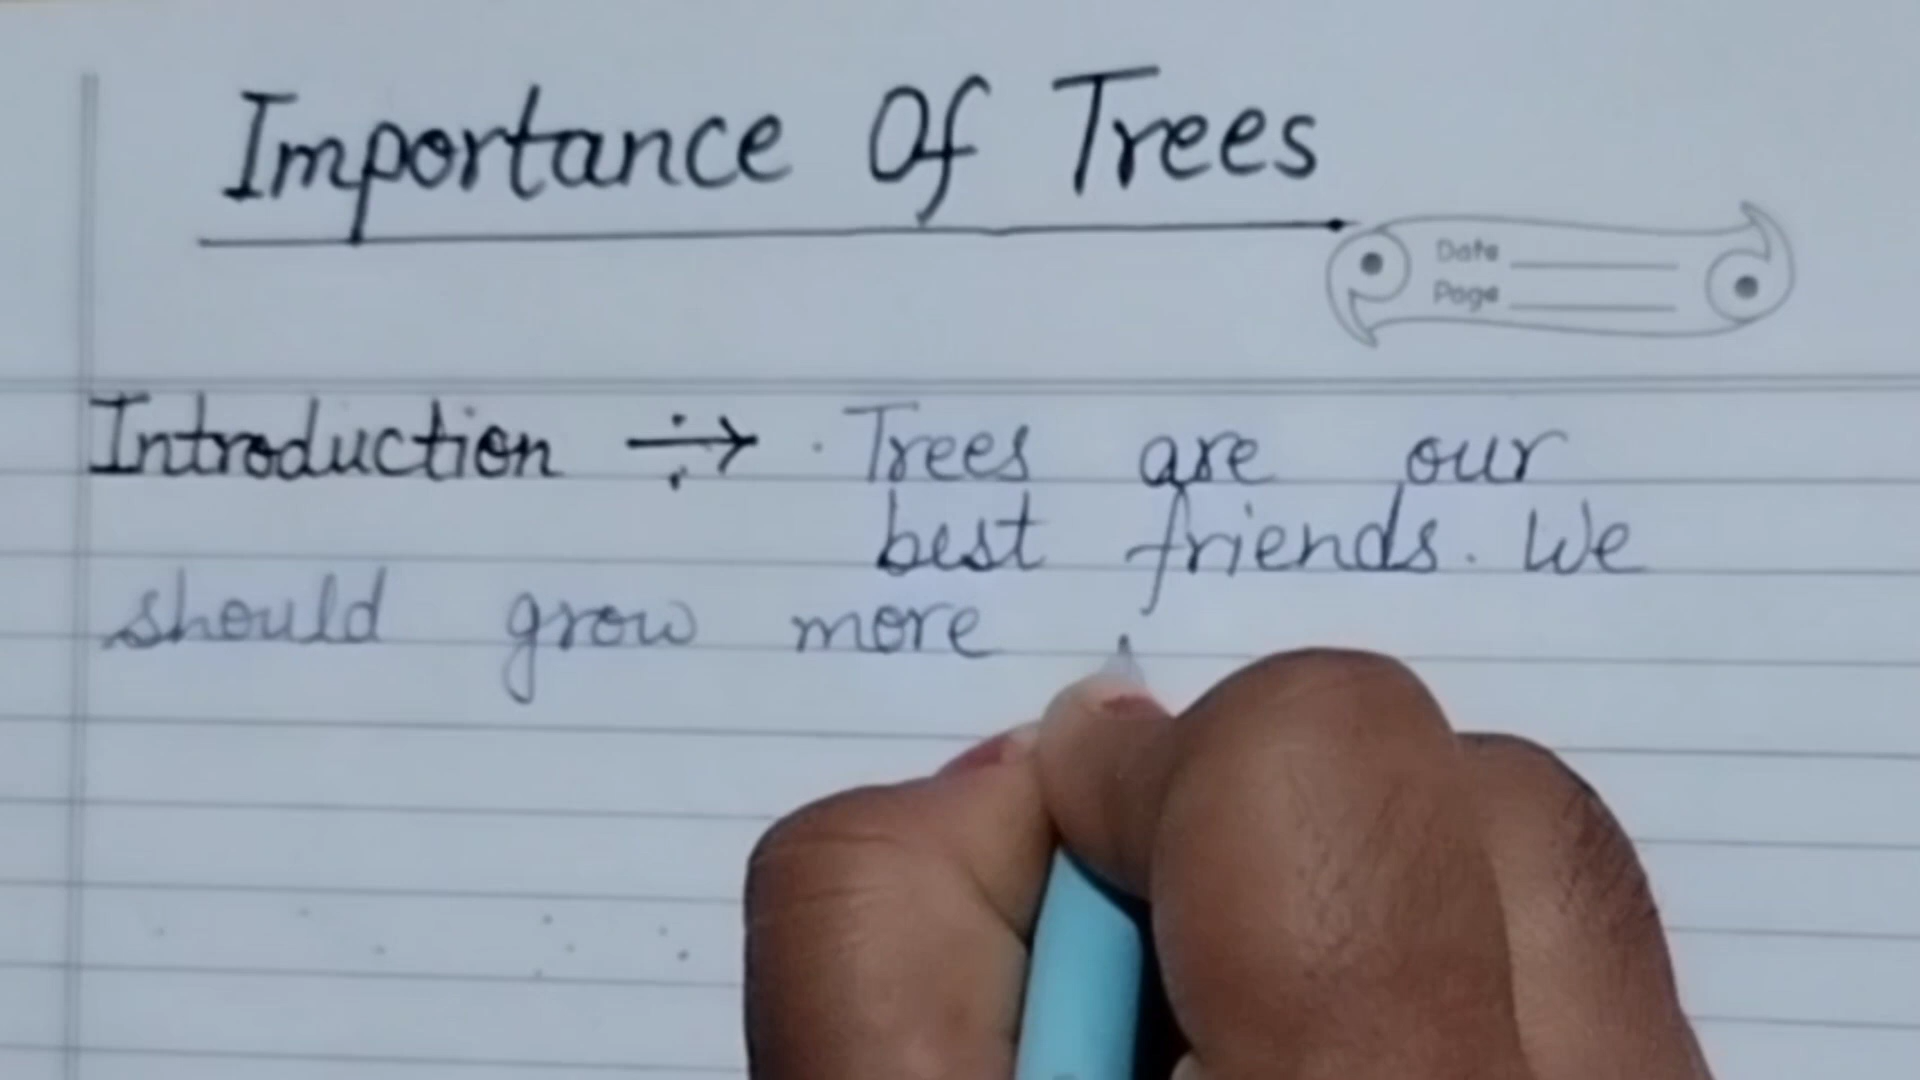 Importance Of Trees
Date
Page
Introduction ÷→ Trees are our
best friends. We
should grow more